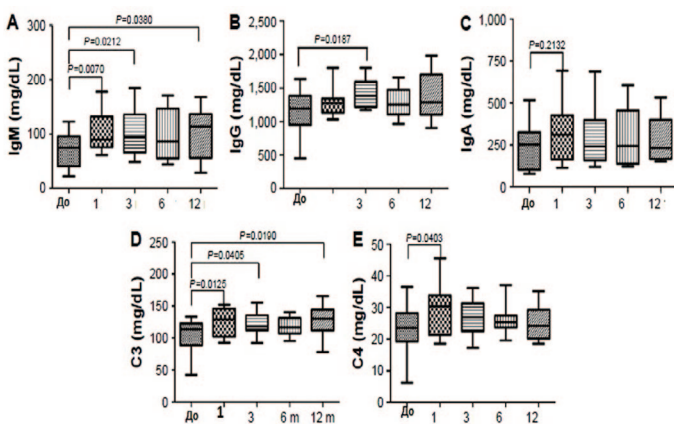 A
IgM (mg/dL)
300
200
100
0
P=0.0380
P=0.0212
P=0.0070
До 1 3 6 12
B
IgG (mg/dL)
2,500
2,000
1,500
1,000
500
0
P=0.0187
До 1 3 6 12
C
IgA (mg/dL)
1,000
750
500
250
0
P=0.2132
До 1 3 6 12
D
C3 (mg/dL)
250
200
150
100
50
0
P=0.0190
P=0.0405
P=0.0125
До 1 3 6 m 12 m
E
C4 (mg/dL)
50
40
30
20
10
0
P=0.0403
До 1 3 6 12